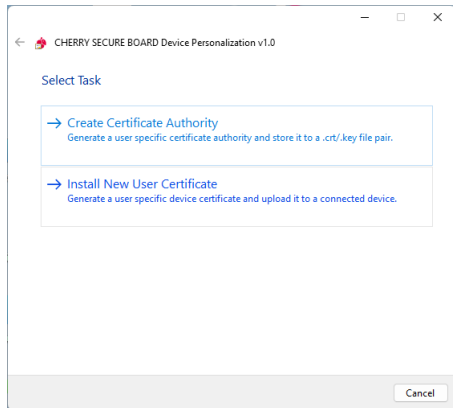 CHERRY SECURE BOARD Device Personalization v1.0
Select Task
Create Certificate Authority
Generate a user specific certificate authority and store it to a .crt/.key file pair.
Install New User Certificate
Generate a user specific device certificate and upload it to a connected device.
Cancel